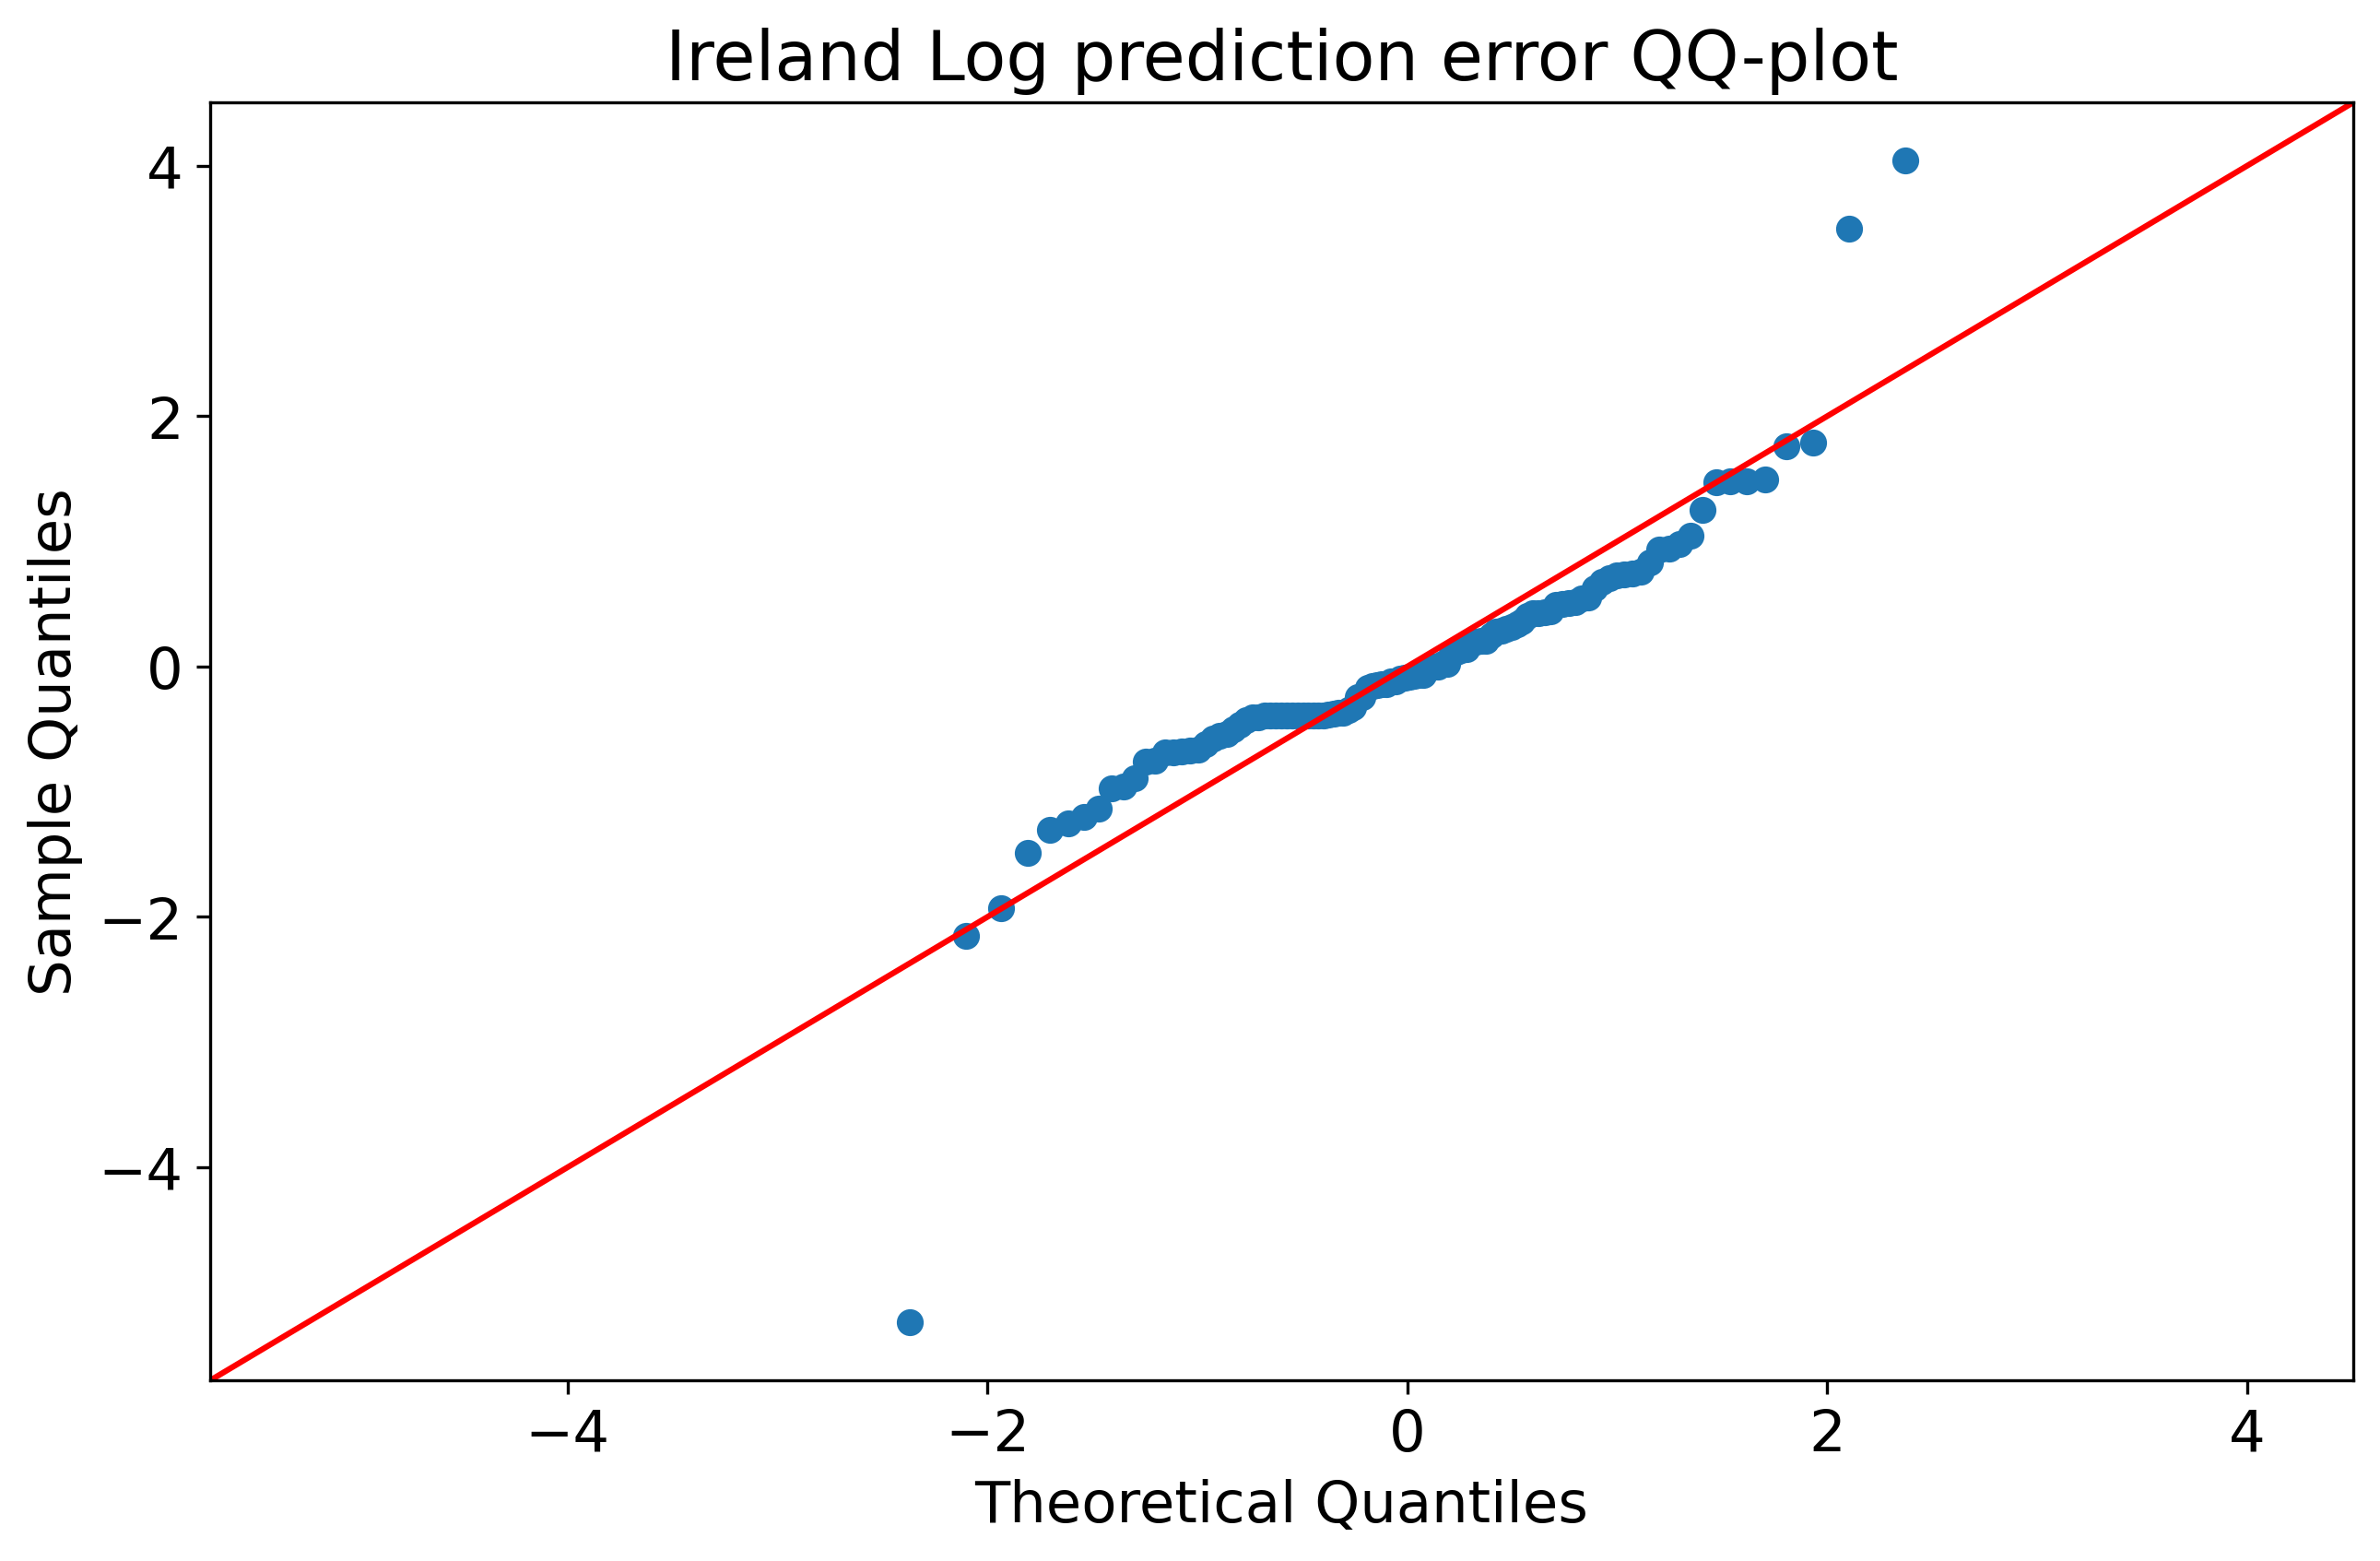 Ireland Log prediction error QQ-plot
4
2
0
−2
−4
Sample Quantiles
−4 −2 0 2 4
Theoretical Quantiles